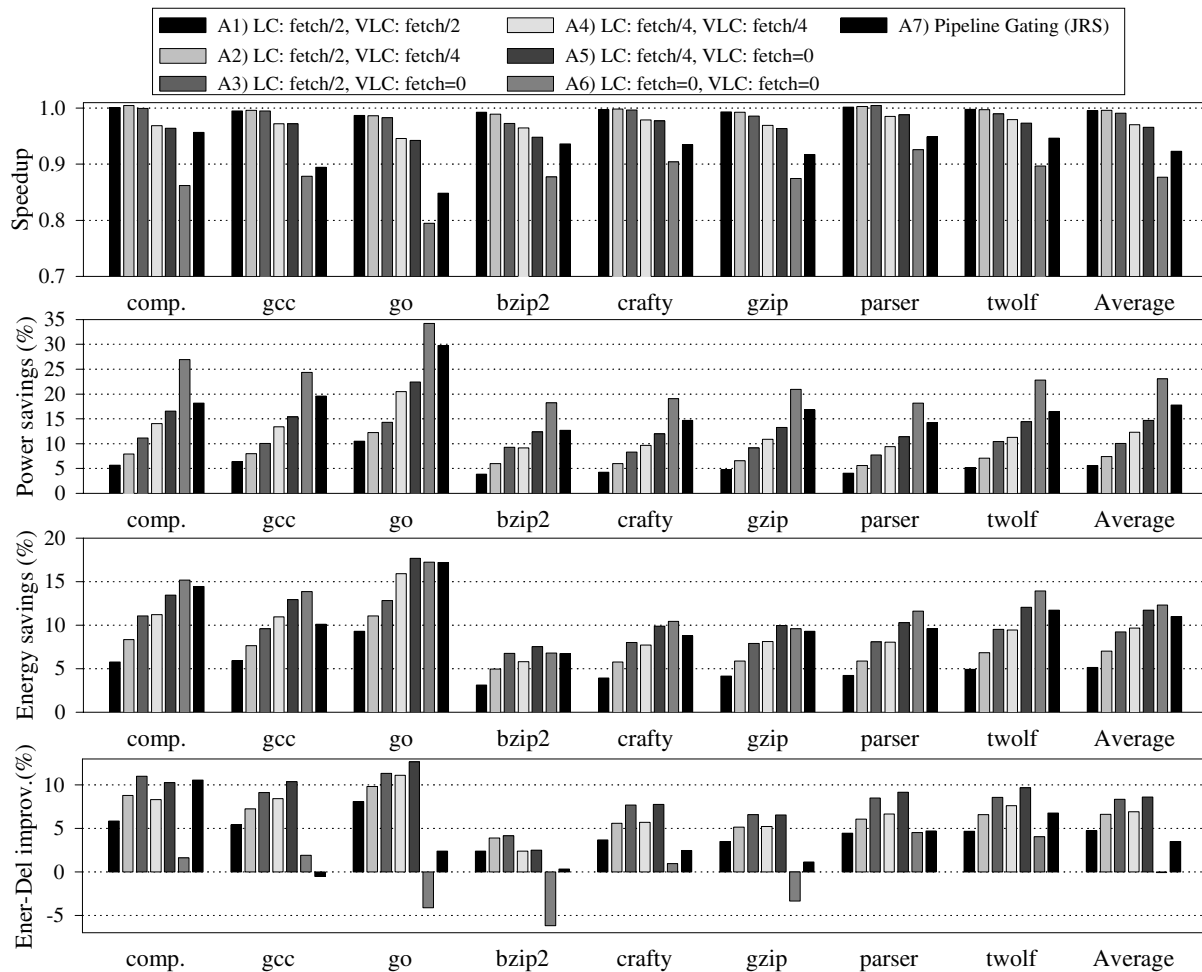 A1) LC: fetch/2, VLC: fetch/2 A4) LC: fetch/4, VLC: fetch/4 A7) Pipeline Gating (JRS)
A2) LC: fetch/2, VLC: fetch/4 A5) LC: fetch/4, VLC: fetch=0
A3) LC: fetch/2, VLC: fetch=0 A6) LC: fetch=0, VLC: fetch=0
Speedup
1.0
0.9
0.8
0.7
comp. gcc go bzip2 crafty gzip parser twolf Average
Power savings (%)
35
30
25
20
15
10
5
0
comp. gcc go bzip2 crafty gzip parser twolf Average
Energy savings (%)
20
15
10
5
0
comp. gcc go bzip2 crafty gzip parser twolf Average
Ener-Del improv.(%)
10
5
0
-5
comp. gcc go bzip2 crafty gzip parser twolf Average